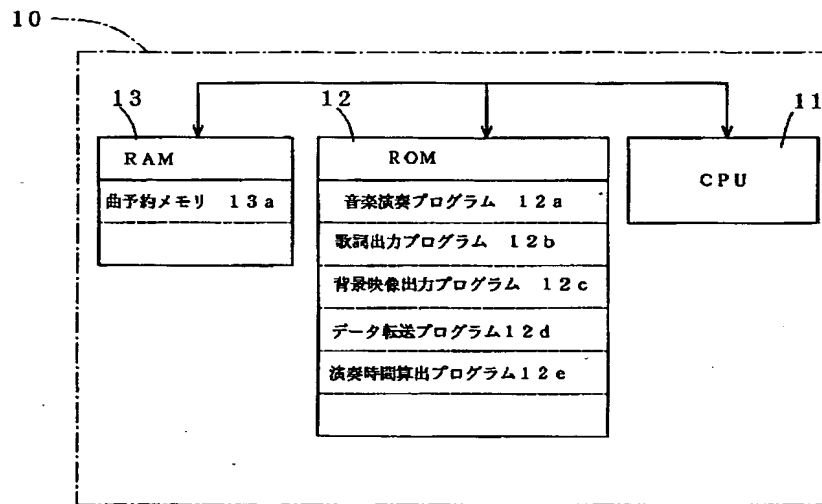 10
13
12
11
RAM
ROM
CPU
曲予約メモリ 13a
音楽演奏プログラム 12a
歌詞出力プログラム 12b
背景映像出力プログラム 12c
データ転送プログラム12d
演奏時間算出プログラム12e